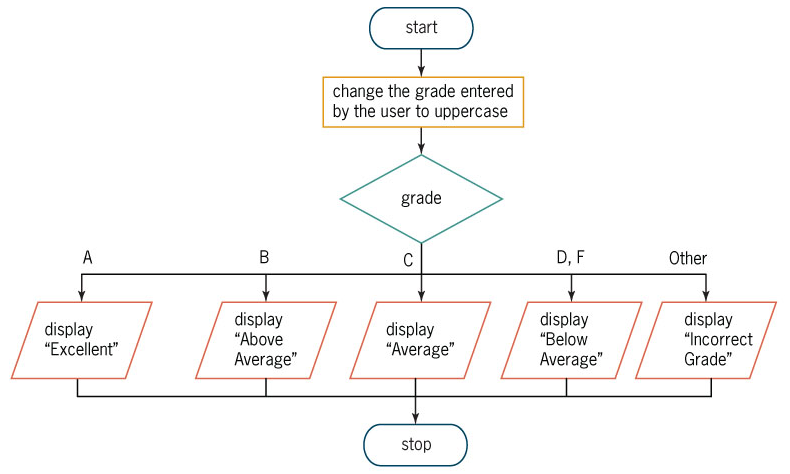 start
change the grade entered
by the user to uppercase
grade
A
B
C
D, F
Other
display
“Excellent”
display
“Above
Average”
display
“Average”
display
“Below
Average”
display
“Incorrect
Grade”
stop